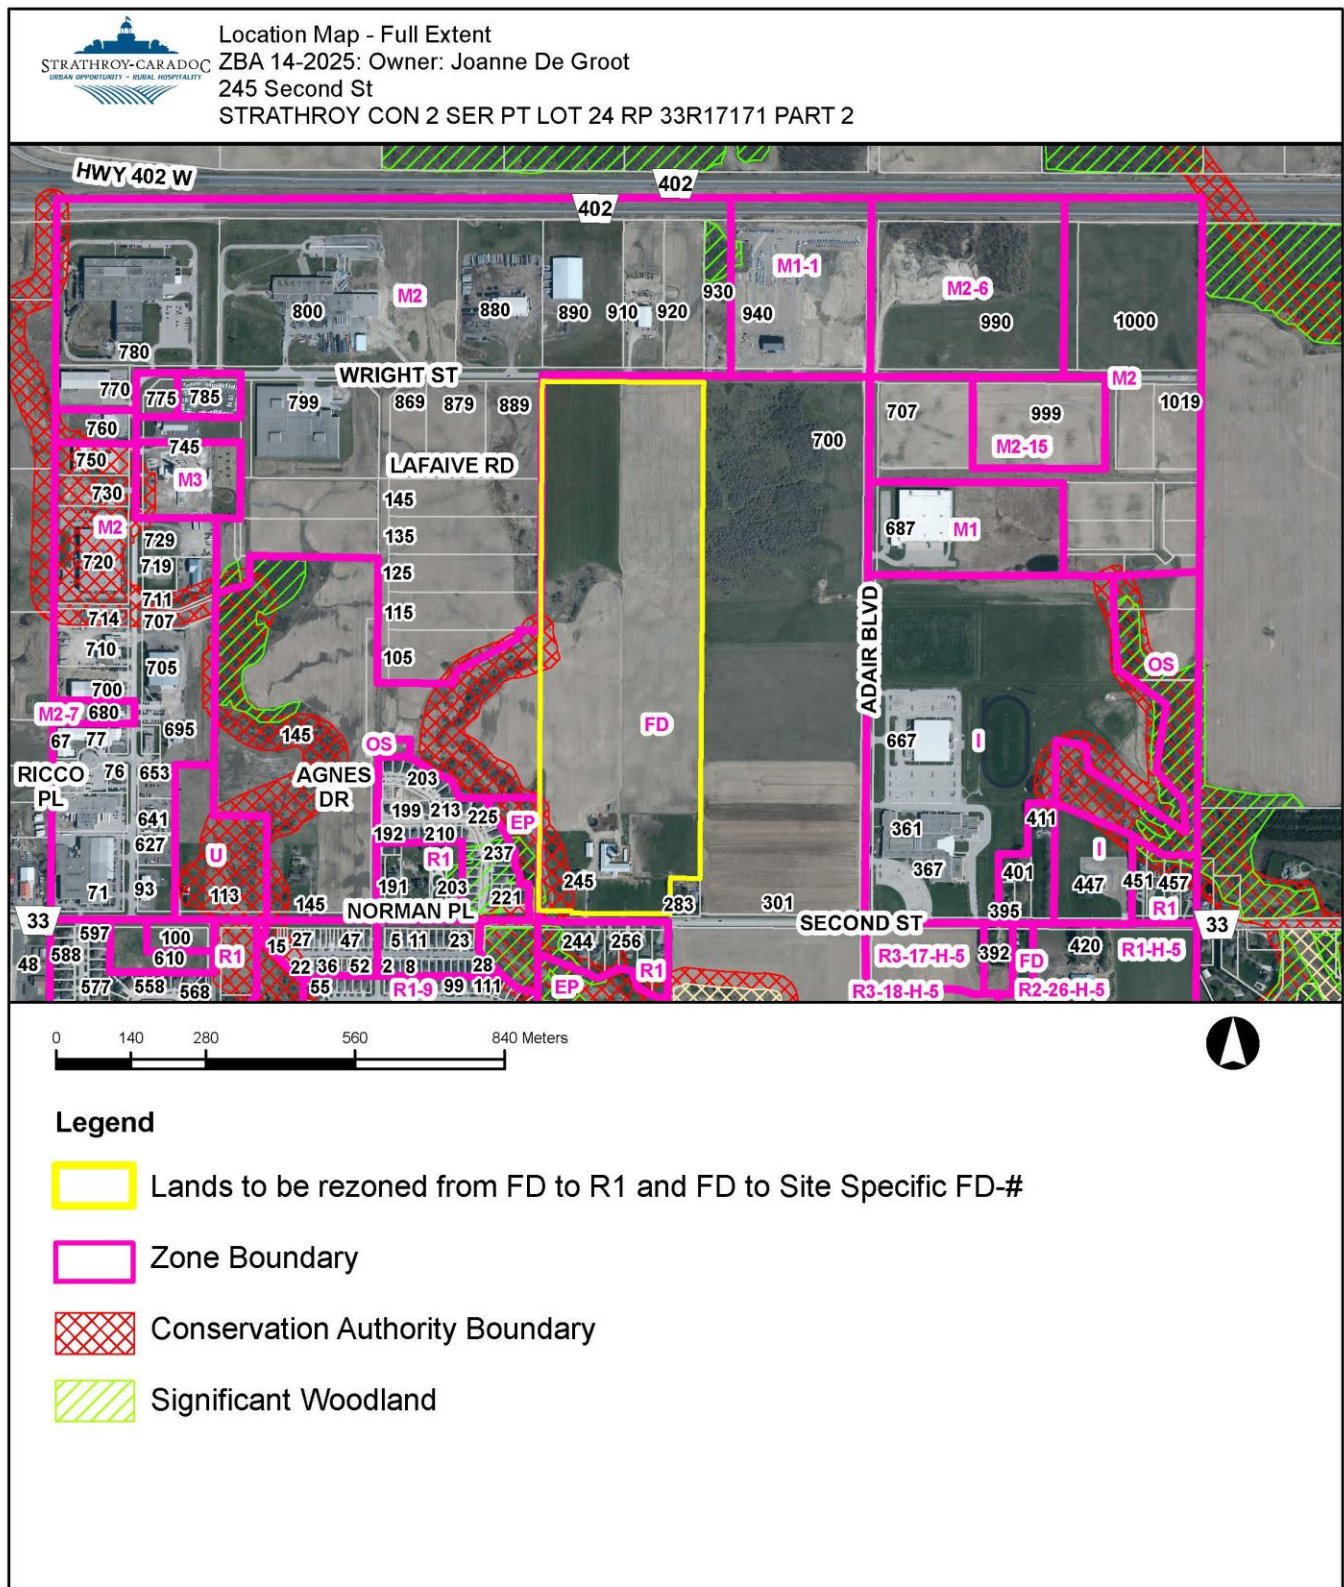 STRATHROY-CARADOC
URBAN OPPORTUNITY ~ RURAL HOSPITALITY
Location Map - Full Extent
ZBA 14-2025: Owner: Joanne De Groot
245 Second St
STRATHROY CON 2 SER PT LOT 24 RP 33R17171 PART 2
HWY 402 W
402
402
M1-1
M2
M2-6
930
800
880
890
910
920
940
990
1000
780
WRIGHT ST
M2
770
775
785
799
869
879
889
707
999
1019
760
745
700
M2-15
750
LAFAIVE RD
M3
730
145
M2
729
135
687
M1
720
719
125
711
714
707
115
710
705
105
ADAIR BLVD
OS
700
M2-7
680
FD
67
77
695
145
OS
667
I
RICCO
PL
76
653
AGNES
DR
203
199
213
225
641
192
210
EP
361
411
627
U
R1
237
367
I
71
93
113
191
203
221
245
401
447
451
457
145
NORMAN PL
283
301
SECOND ST
395
R1
33
33
597
100
15
27
47
5
11
23
244
256
R3-17-H-5
392
420
R1-H-5
48
588
610
R1
22
36
52
2
8
28
R1
FD
577
558
568
55
R1-9
99
111
EP
R3-18-H-5
R2-26-H-5
0
140
280
560
840 Meters
Legend
Lands to be rezoned from FD to R1 and FD to Site Specific FD-#
Zone Boundary
Conservation Authority Boundary
Significant Woodland